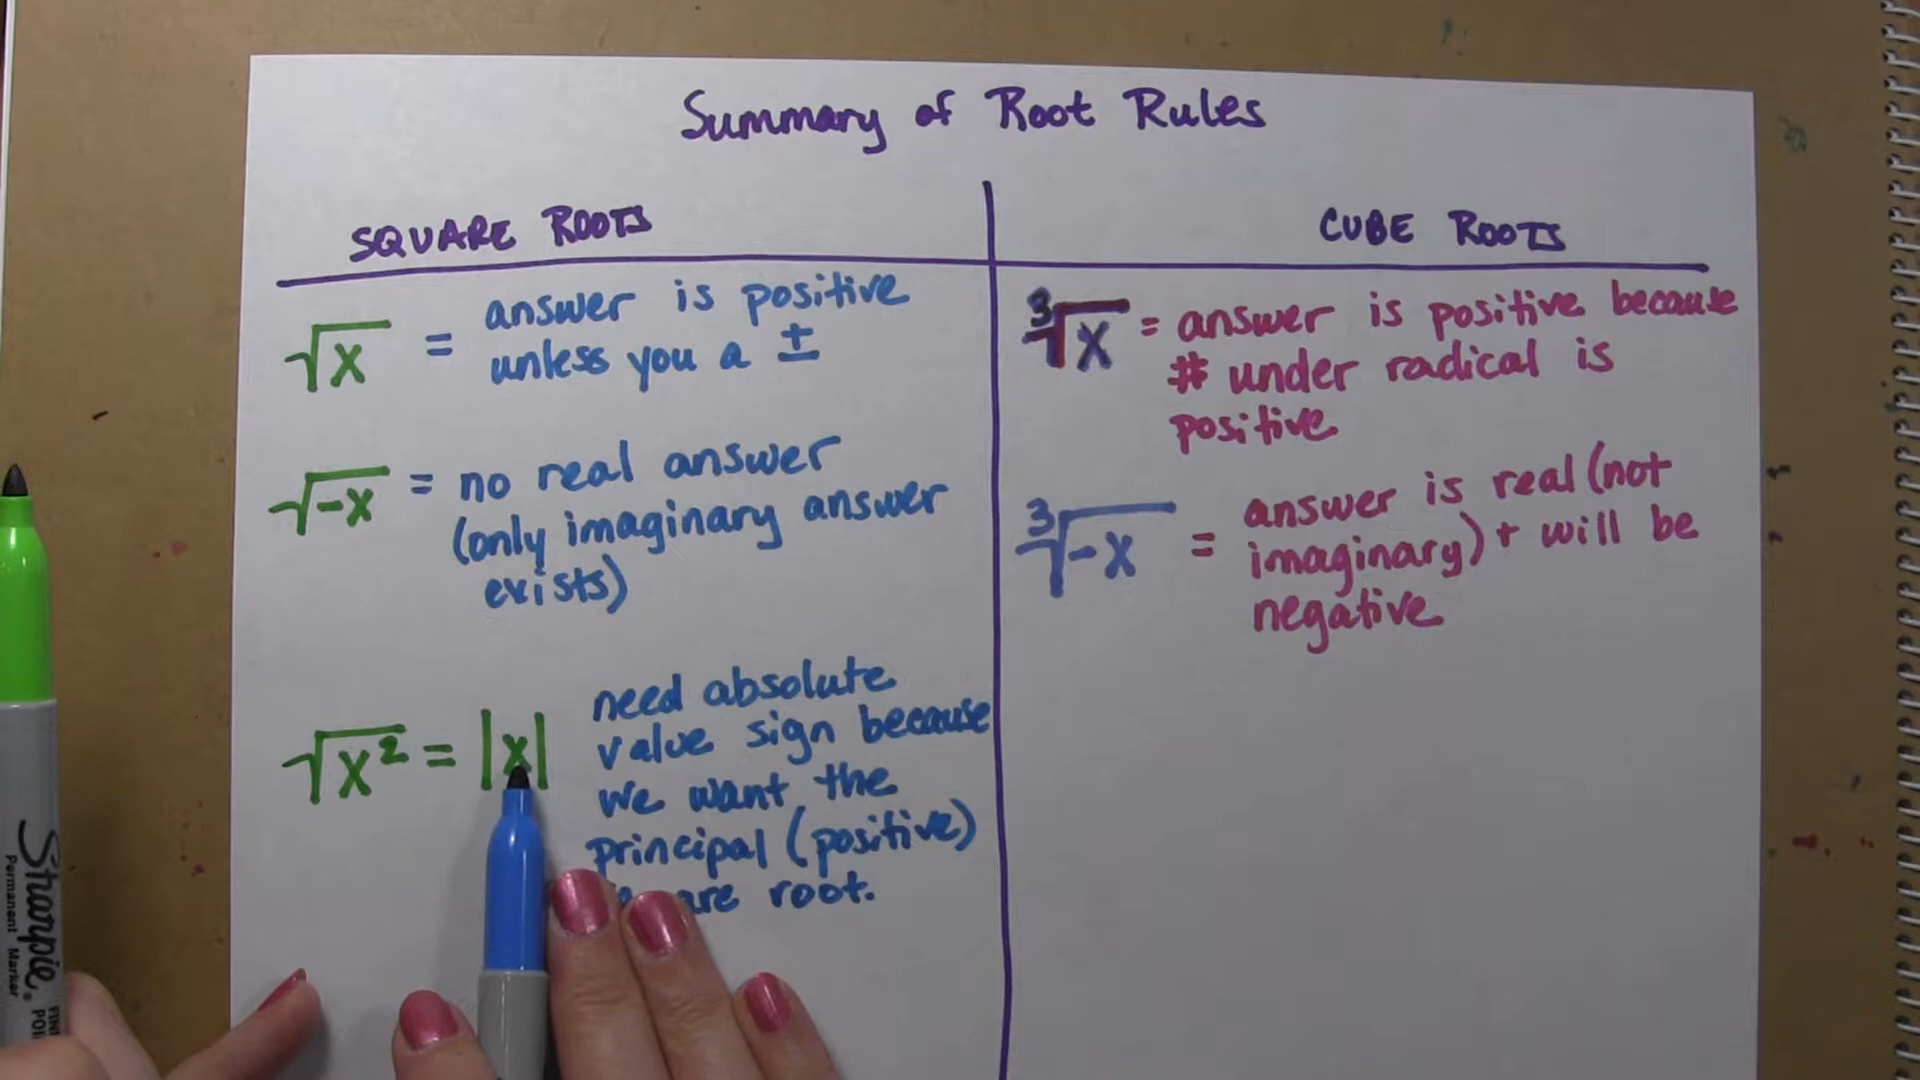 Summary of Root Rules
SQUARE ROOTS
√x = answer is positive
unless you a ±
√-x = no real answer
(only imaginary answer
exists)
√x² = |x|
need absolute
value sign because
we want the
principal (positive)
root.
CUBE ROOTS
³√x = answer is positive because
# under radical is
positive
³√-x = answer is real (not
imaginary) + will be
negative
Sharpie
Permanent Marker